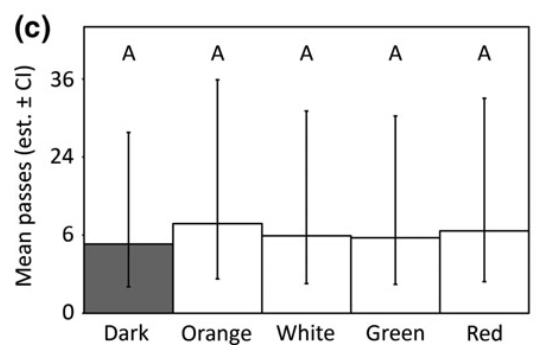 (c)
Mean passes (est. ± CI)
36
24
6
0
A A A A A
Dark Orange White Green Red